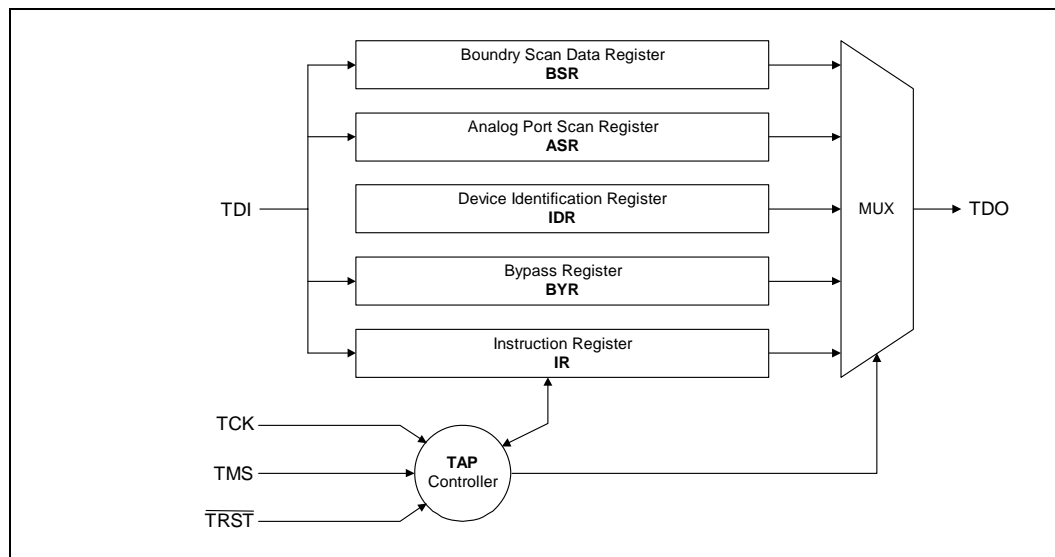 Boundry Scan Data Register
BSR
Analog Port Scan Register
ASR
TDI
Device Identification Register
IDR
MUX
TDO
Bypass Register
BYR
Instruction Register
IR
TCK
TMS
TAP
Controller
TRST